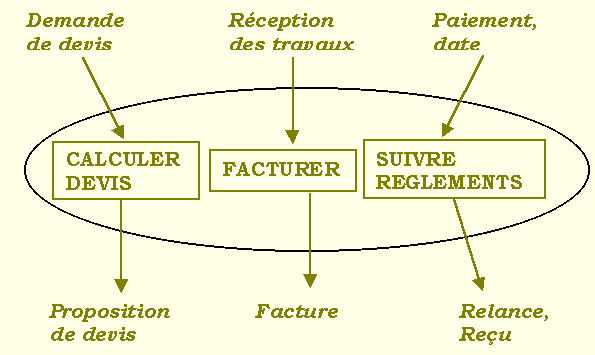 Demande
de devis
Réception
des travaux
Paiement,
date
CALCULER
DEVIS
FACTURER
SUIVRE
REGLEMENTS
Proposition
de devis
Facture
Relance,
Reçu